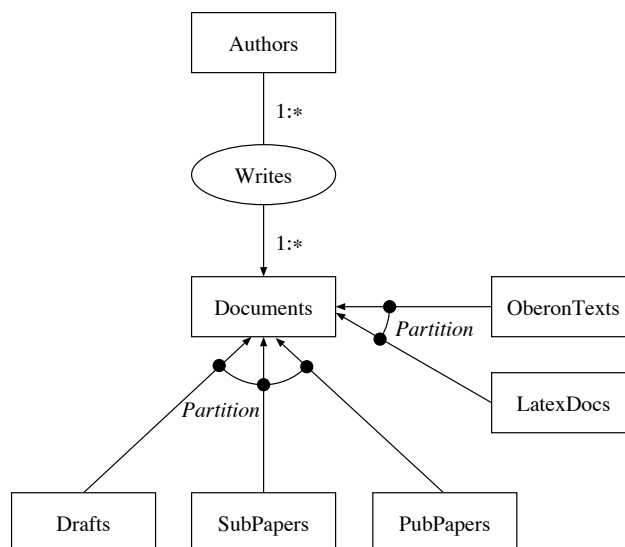 Authors
1:*
Writes
1:*
Documents
OberonTexts
Partition
LatexDocs
Partition
Drafts
SubPapers
PubPapers